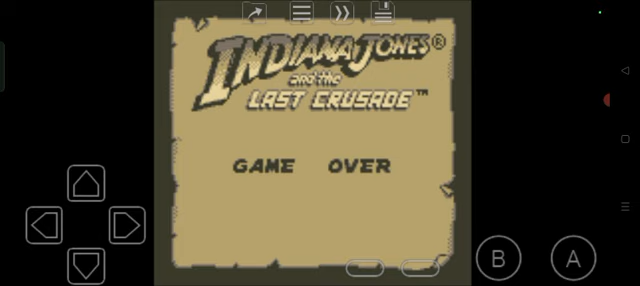 INDIANA JONES®
and the
LAST CRUSADE™
GAME OVER
B A